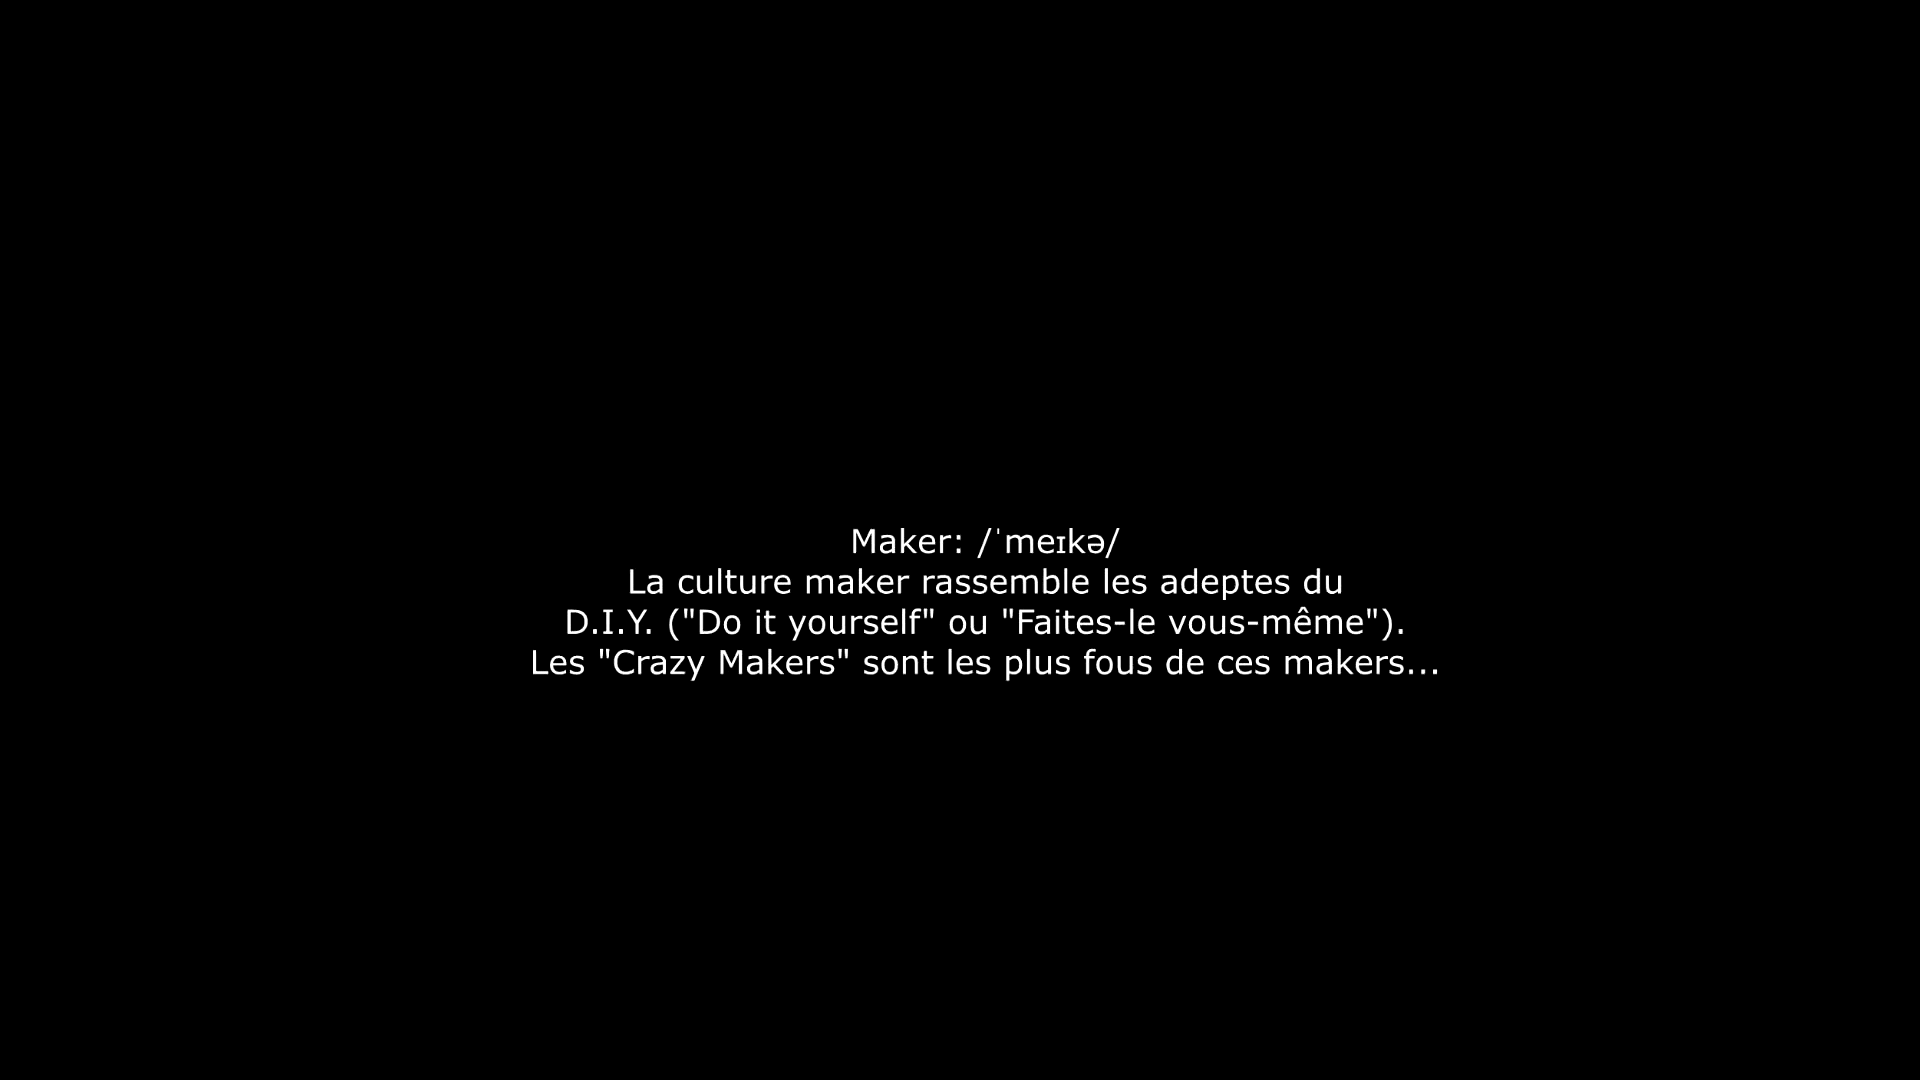 Maker: /ˈmeɪkə/
La culture maker rassemble les adeptes du
D.I.Y. ("Do it yourself" ou "Faites-le vous-même").
Les "Crazy Makers" sont les plus fous de ces makers...